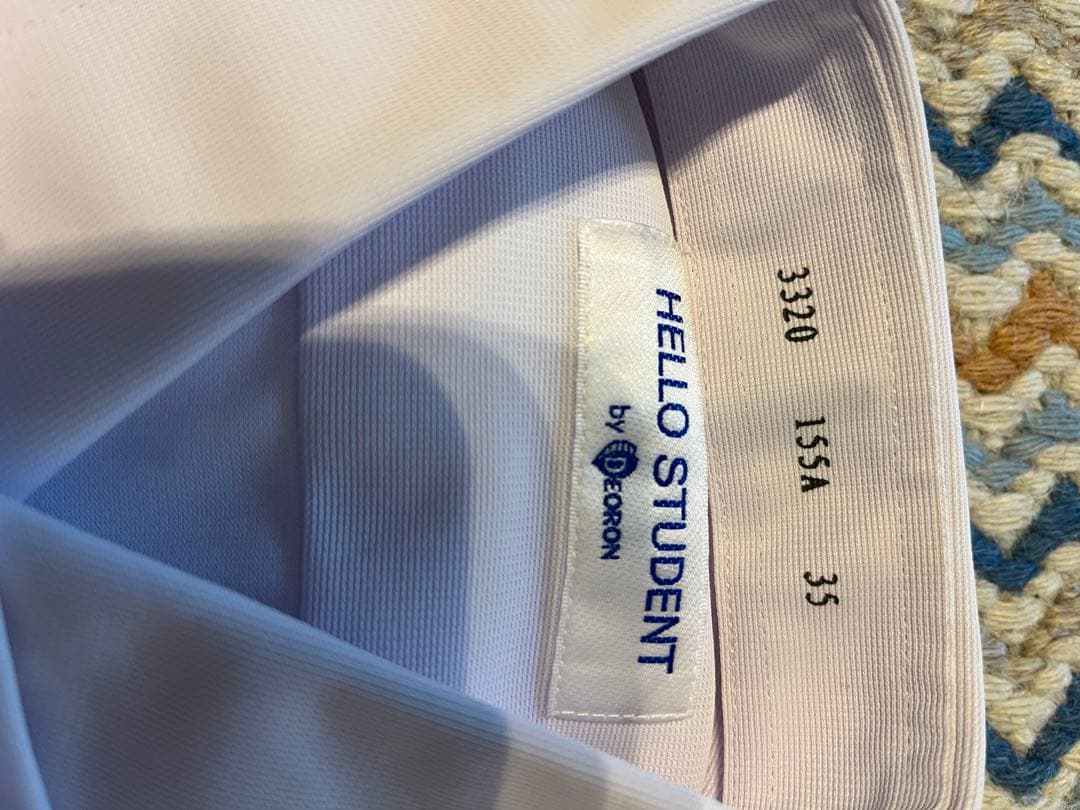 3320 155A 35
HELLO STUDENT
by DEORON